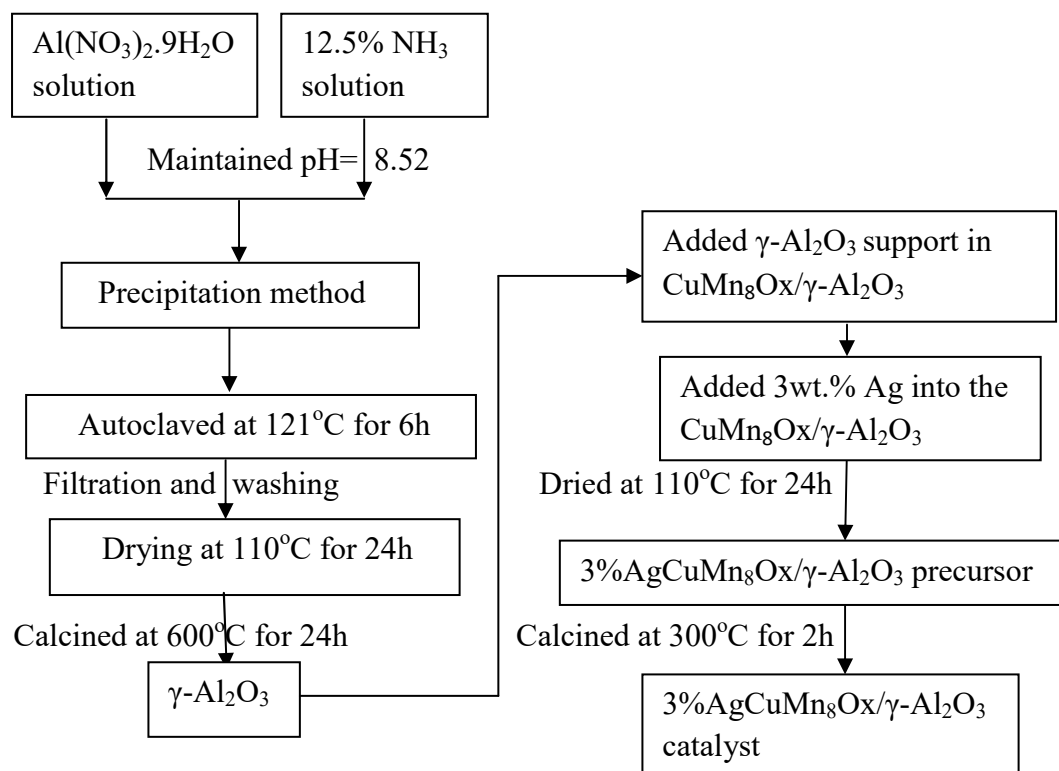 Al(NO₃)₂.9H₂O
solution
12.5% NH₃
solution
Maintained pH= 8.52
Precipitation method
Autoclaved at 121°C for 6h
Filtration and washing
Drying at 110°C for 24h
Calcined at 600°C for 24h
γ-Al₂O₃
Added γ-Al₂O₃ support in
CuMn₈Ox/γ-Al₂O₃
Added 3wt.% Ag into the
CuMn₈Ox/γ-Al₂O₃
Dried at 110°C for 24h
3%AgCuMn₈Ox/γ-Al₂O₃ precursor
Calcined at 300°C for 2h
3%AgCuMn₈Ox/γ-Al₂O₃
catalyst